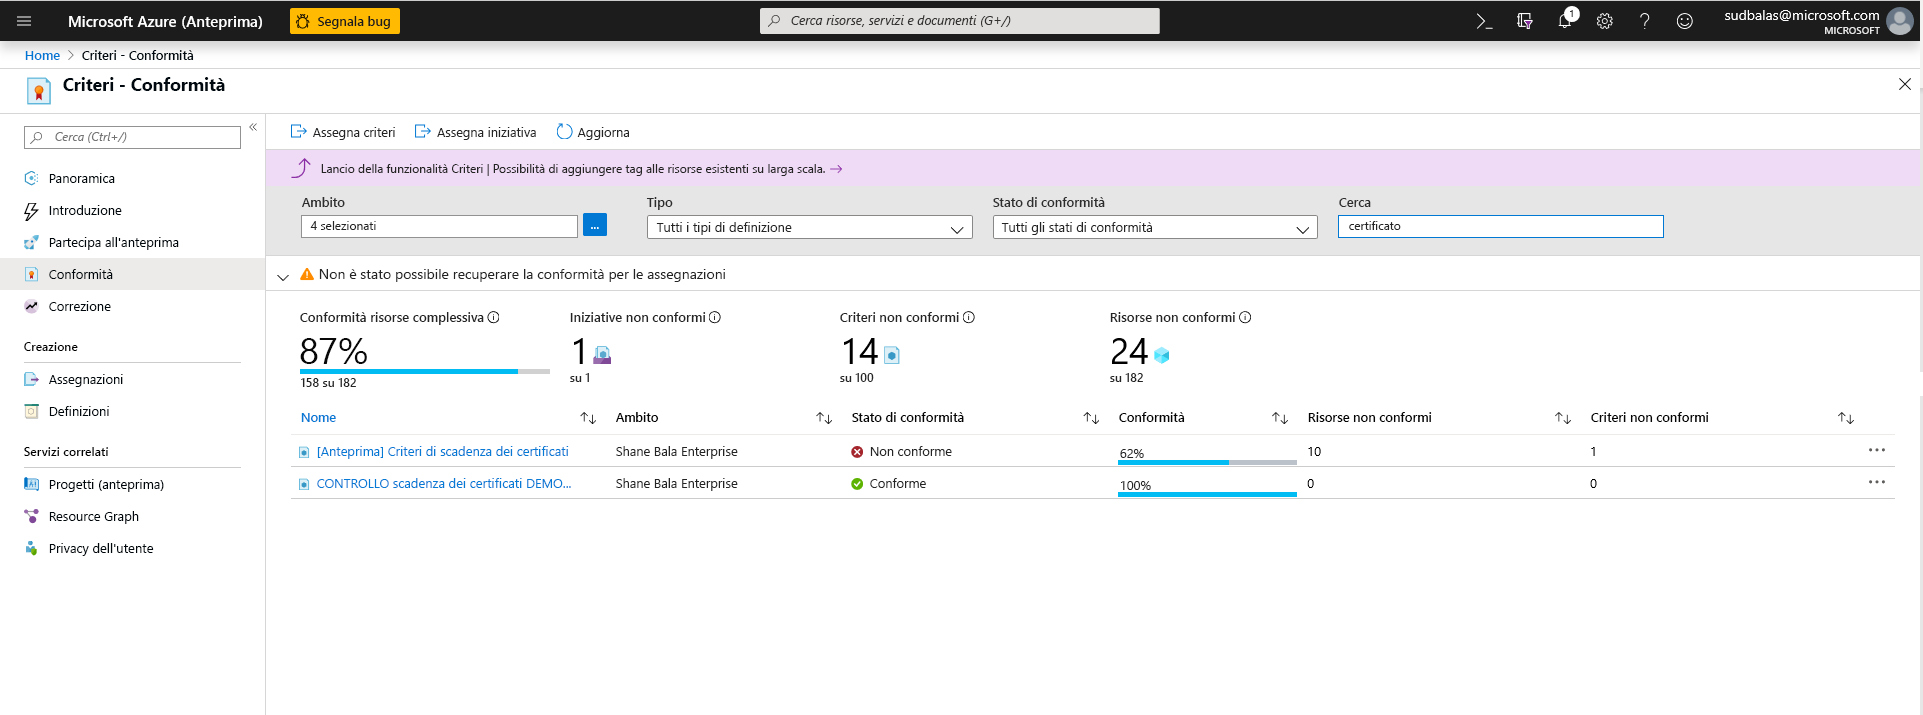 Microsoft Azure (Anteprima)
Segnala bug
Cerca risorse, servizi e documenti (G+/)
1
sudbalas@microsoft.com
MICROSOFT
Home > Criteri - Conformità
Criteri - Conformità
Cerca (Ctrl+/)
«
Panoramica
Introduzione
Partecipa all'anteprima
Conformità
Correzione
Creazione
Assegnazioni
Definizioni
Servizi correlati
Progetti (anteprima)
Resource Graph
Privacy dell'utente
Assegna criteri
Assegna iniziativa
Aggiorna
Lancio della funzionalità Criteri | Possibilità di aggiungere tag alle risorse esistenti su larga scala. →
Ambito
4 selezionati
...
Tipo
Tutti i tipi di definizione
Stato di conformità
Tutti gli stati di conformità
Cerca
certificato
Non è stato possibile recuperare la conformità per le assegnazioni
Conformità risorse complessiva
87%
158 su 182
Iniziative non conformi
1
su 1
Criteri non conformi
14
su 100
Risorse non conformi
24
su 182
Nome ↑↓ Ambito ↑↓ Stato di conformità ↑↓ Conformità ↑↓ Risorse non conformi ↑↓ Criteri non conformi ↑↓
[Anteprima] Criteri di scadenza dei certificati Shane Bala Enterprise Non conforme 62% 10 1 ...
CONTROLLO scadenza dei certificati DEMO... Shane Bala Enterprise Conforme 100% 0 0 ...